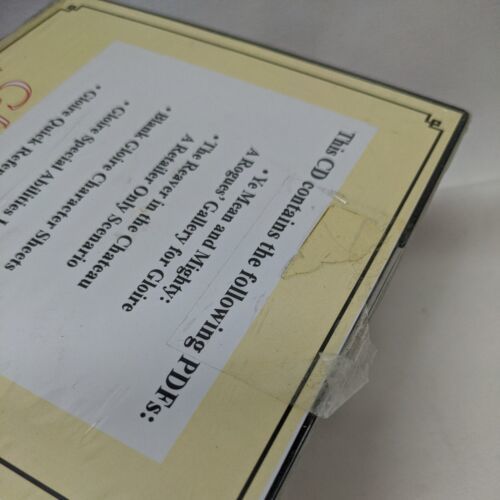 This CD contains the following PDFs:
• Ye Mean and Mighty:
A Rogues' Gallery for Gloire
• The Reaver in the Chateau
A Retailer Only Scenario
• Blank Gloire Character Sheets
• Gloire Special Abilities
• Gloire Quick